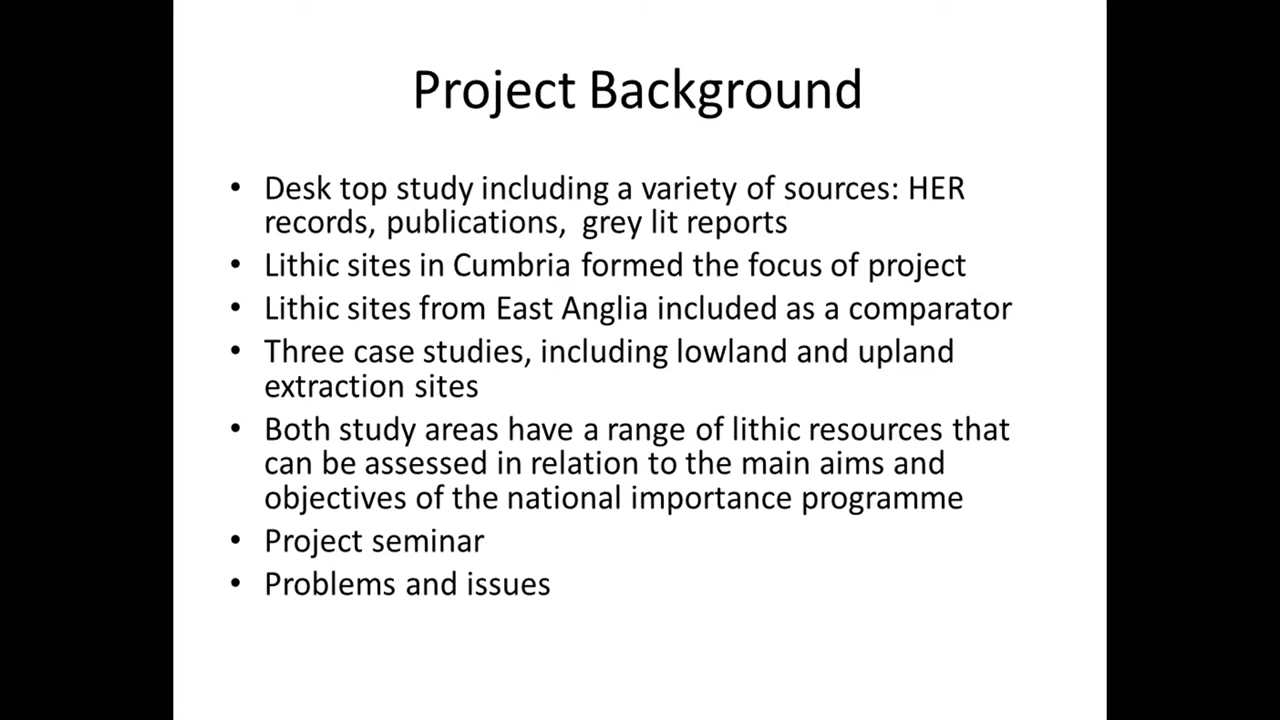 Project Background
• Desk top study including a variety of sources: HER
records, publications,  grey lit reports
• Lithic sites in Cumbria formed the focus of project
• Lithic sites from East Anglia included as a comparator
• Three case studies, including lowland and upland
extraction sites
• Both study areas have a range of lithic resources that
can be assessed in relation to the main aims and
objectives of the national importance programme
• Project seminar
• Problems and issues